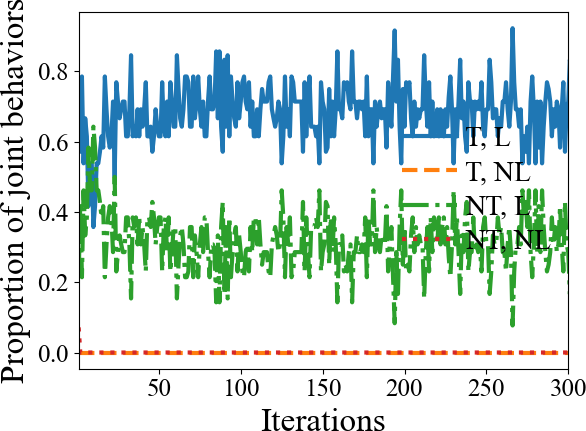 Proportion of joint behaviors
0.8
0.6
0.4
0.2
0.0
T, L
T, NL
NT, L
NT, NL
50
100
150
200
250
300
Iterations